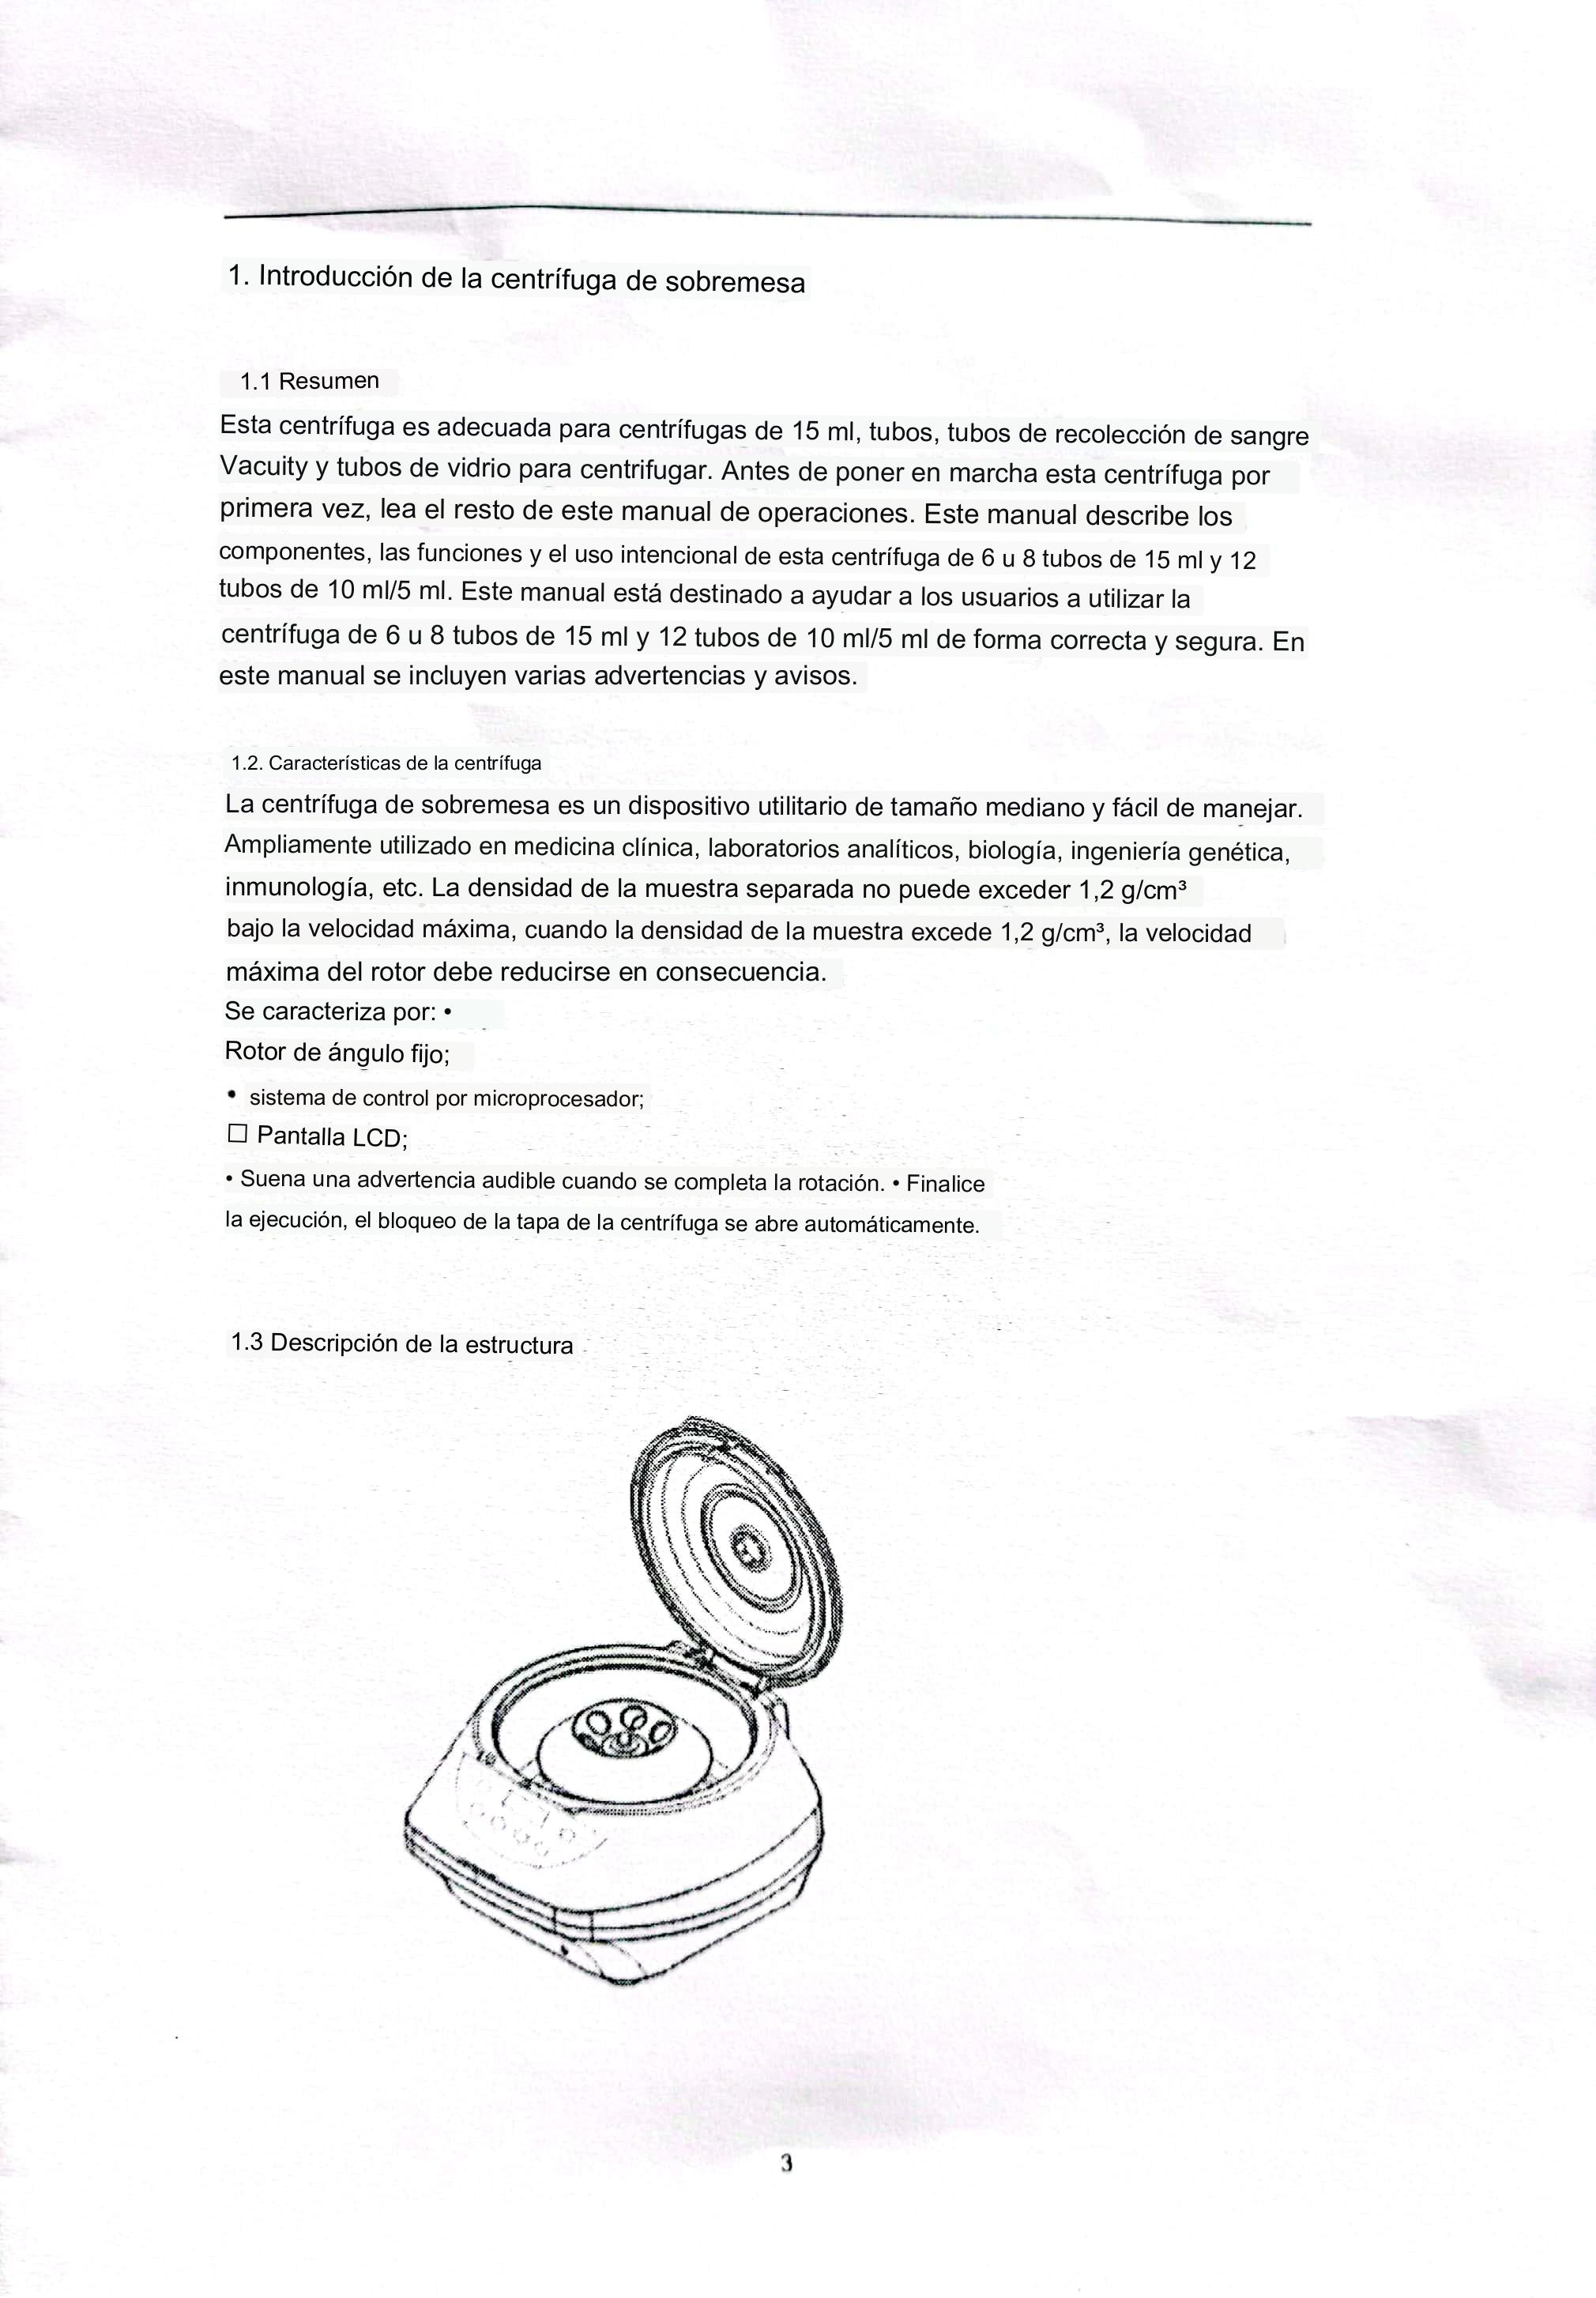 1. Introducción de la centrífuga de sobremesa
1.1 Resumen
Esta centrífuga es adecuada para centrífugas de 15 ml, tubos, tubos de recolección de sangre
Vacuity y tubos de vidrio para centrifugar. Antes de poner en marcha esta centrífuga por
primera vez, lea el resto de este manual de operaciones. Este manual describe los
componentes, las funciones y el uso intencional de esta centrífuga de 6 u 8 tubos de 15 ml y 12
tubos de 10 ml/5 ml. Este manual está destinado a ayudar a los usuarios a utilizar la
centrífuga de 6 u 8 tubos de 15 ml y 12 tubos de 10 ml/5 ml de forma correcta y segura. En
este manual se incluyen varias advertencias y avisos.
1.2. Características de la centrífuga
La centrífuga de sobremesa es un dispositivo utilitario de tamaño mediano y fácil de manejar.
Ampliamente utilizado en medicina clínica, laboratorios analíticos, biología, ingeniería genética,
inmunología, etc. La densidad de la muestra separada no puede exceder 1,2 g/cm³
bajo la velocidad máxima, cuando la densidad de la muestra excede 1,2 g/cm³, la velocidad
máxima del rotor debe reducirse en consecuencia.
Se caracteriza por: •
Rotor de ángulo fijo;
• sistema de control por microprocesador;
☐ Pantalla LCD;
• Suena una advertencia audible cuando se completa la rotación. • Finalice
la ejecución, el bloqueo de la tapa de la centrífuga se abre automáticamente.
1.3 Descripción de la estructura
3